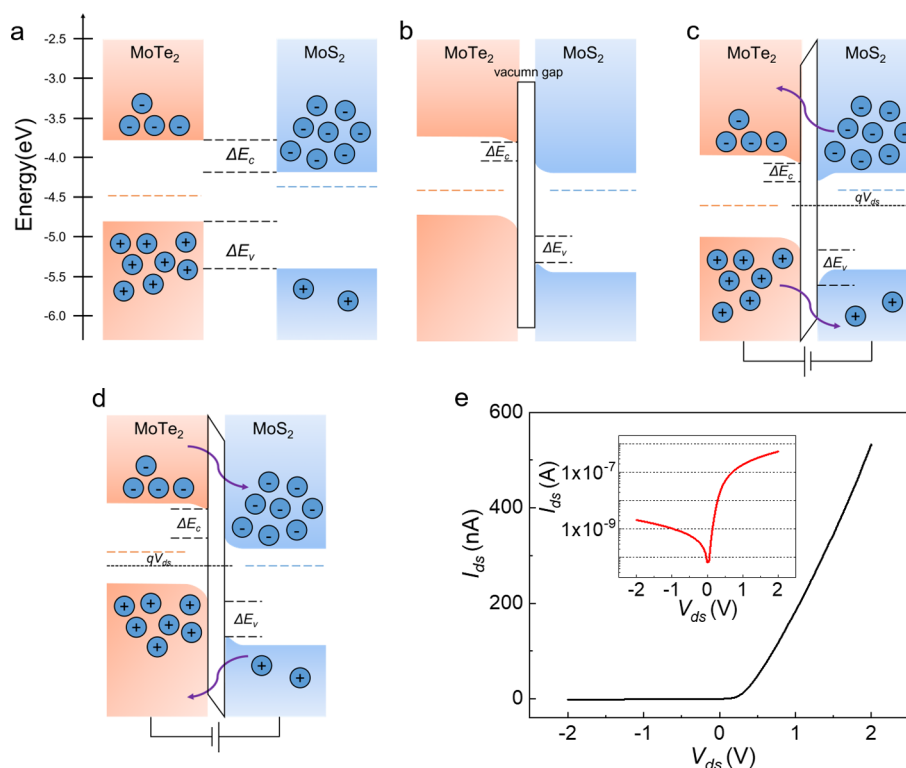 a
Energy(eV)
-2.5
-3.0
-3.5
-4.0
-4.5
-5.0
-5.5
-6.0
MoTe2
MoS2
ΔEc
ΔEv
b
MoTe2
MoS2
vacumn gap
ΔEc
ΔEv
c
MoTe2
MoS2
ΔEc
qVds
ΔEv
d
MoTe2
MoS2
ΔEc
qVds
ΔEv
e
Ids (nA)
600
400
200
0
-2
-1
0
1
2
Vds (V)
Ids (A)
1x10-7
1x10-9
-2
-1
0
1
2
Vds (V)